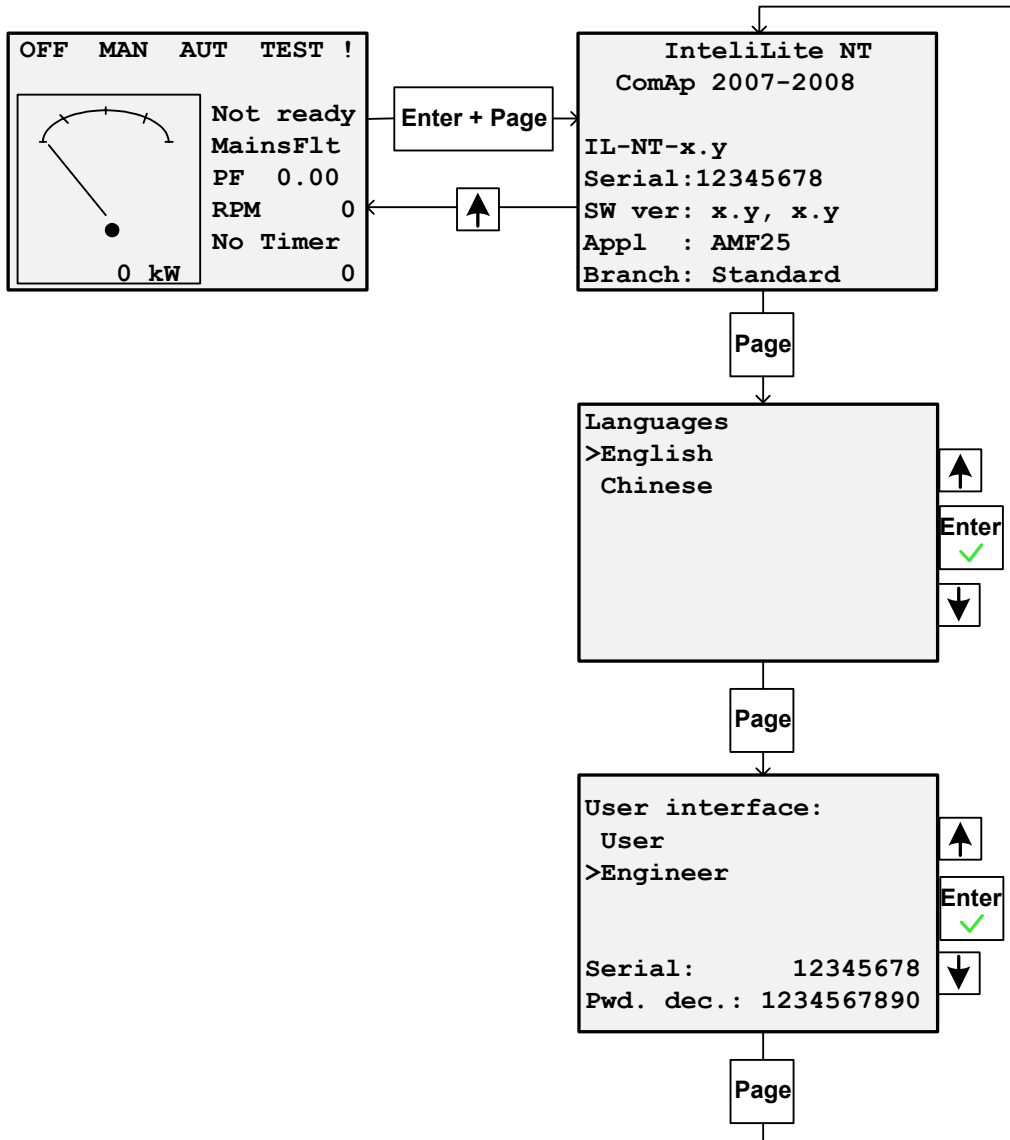 OFF MAN AUT TEST !
Not ready
MainsFlt
PF 0.00
RPM 0
No Timer
0 kW 0
Enter + Page
InteliLite NT
ComAp 2007-2008
IL-NT-x.y
Serial:12345678
SW ver: x.y, x.y
Appl : AMF25
Branch: Standard
Page
Languages
>English
Chinese
Enter
Page
User interface:
User
>Engineer
Serial: 12345678
Pwd. dec.: 1234567890
Enter
Page